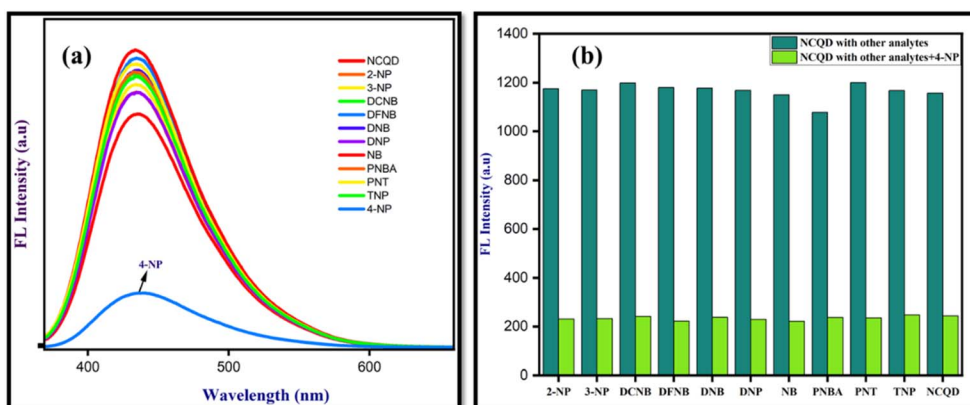 (a)
NCQD
2-NP
3-NP
DCNB
DFNB
DNB
DNP
NB
PNBA
PNT
TNP
4-NP
4-NP
FL Intensity (a.u)
400 500 600
Wavelength (nm)
(b)
NCQD with other analytes
NCQD with other analytes+4-NP
FL Intensity (a.u)
1400
1200
1000
800
600
400
200
0
2-NP 3-NP DCNB DFNB DNB DNP NB PNBA PNT TNP NCQD